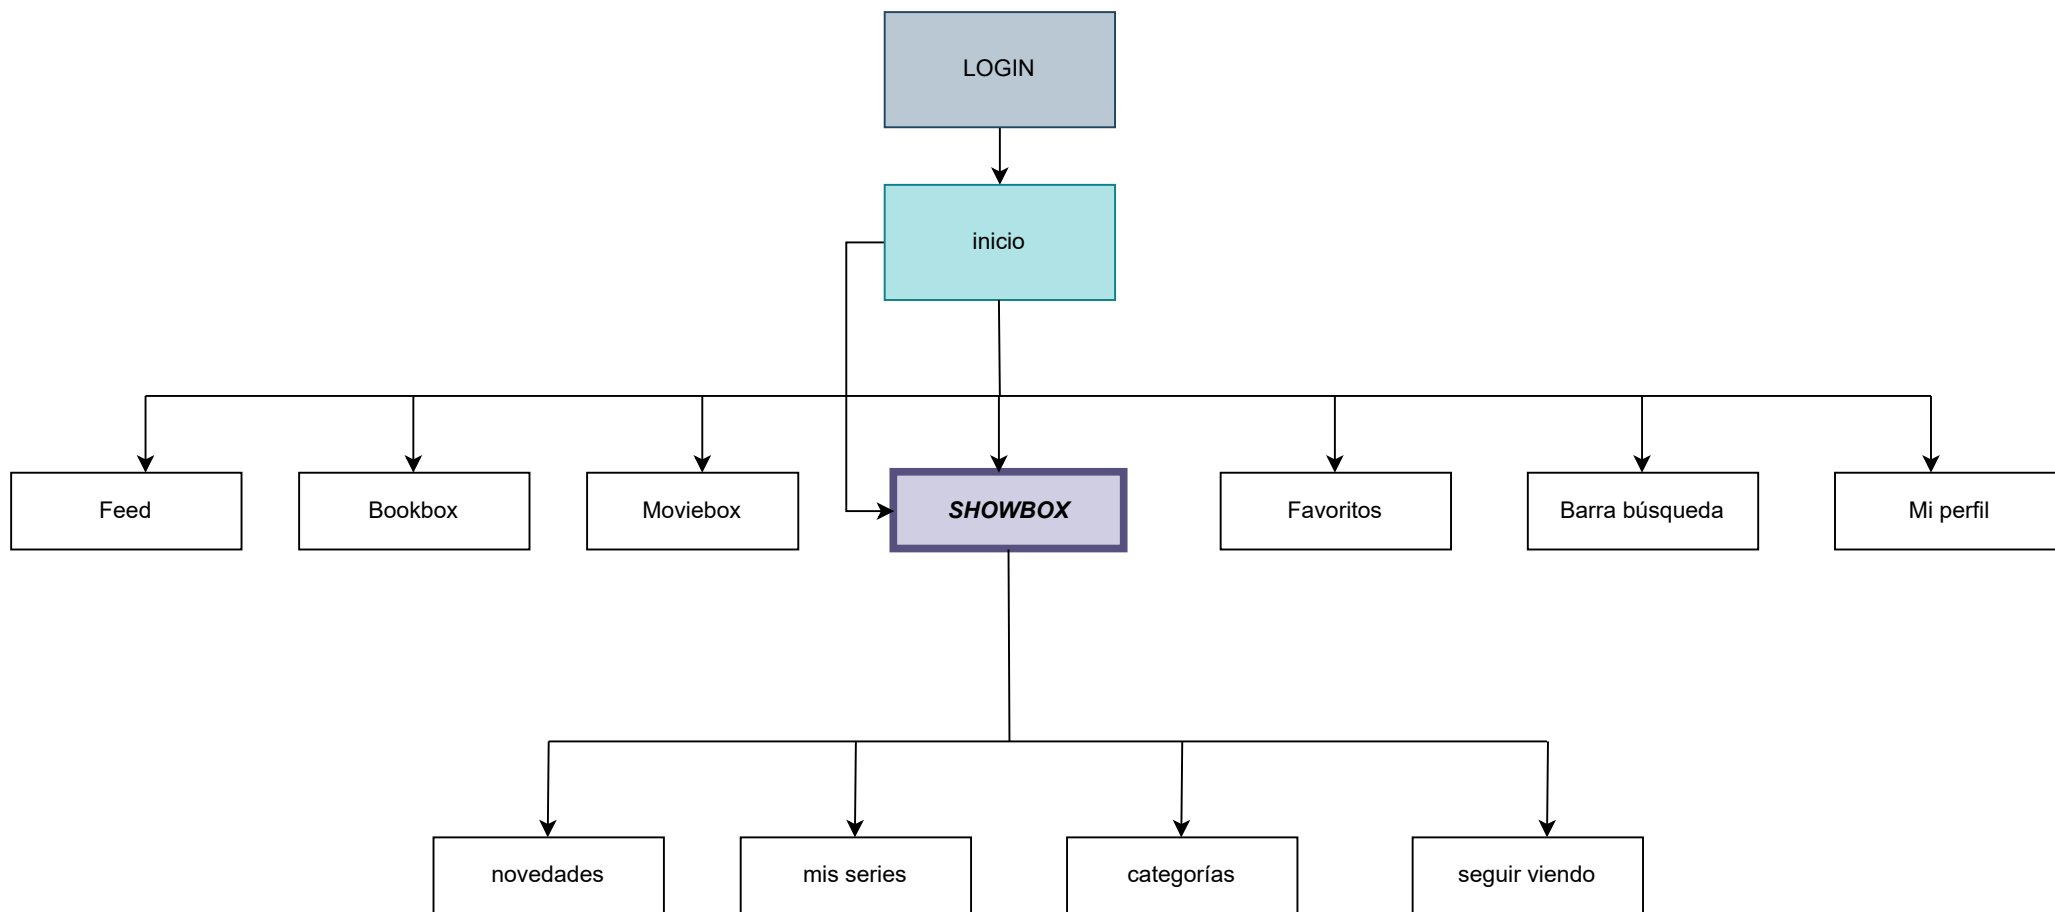 LOGIN
inicio
Feed
Bookbox
Moviebox
SHOWBOX
Favoritos
Barra búsqueda
Mi perfil
novedades
mis series
categorías
seguir viendo